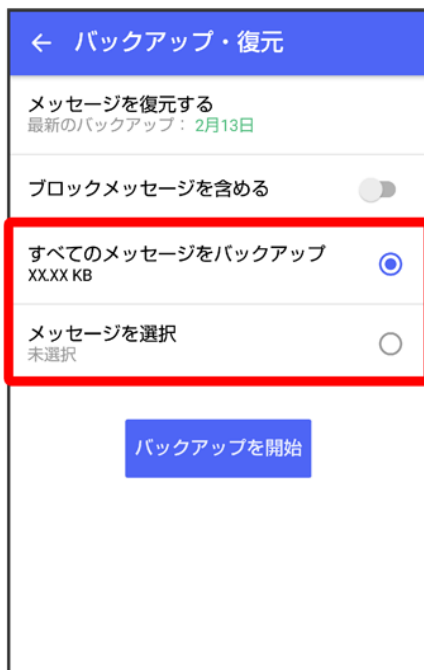 バックアップ・復元
メッセージを復元する
最新のバックアップ： 2月13日
ブロックメッセージを含める
すべてのメッセージをバックアップ
XX.XX KB
メッセージを選択
未選択
バックアップを開始